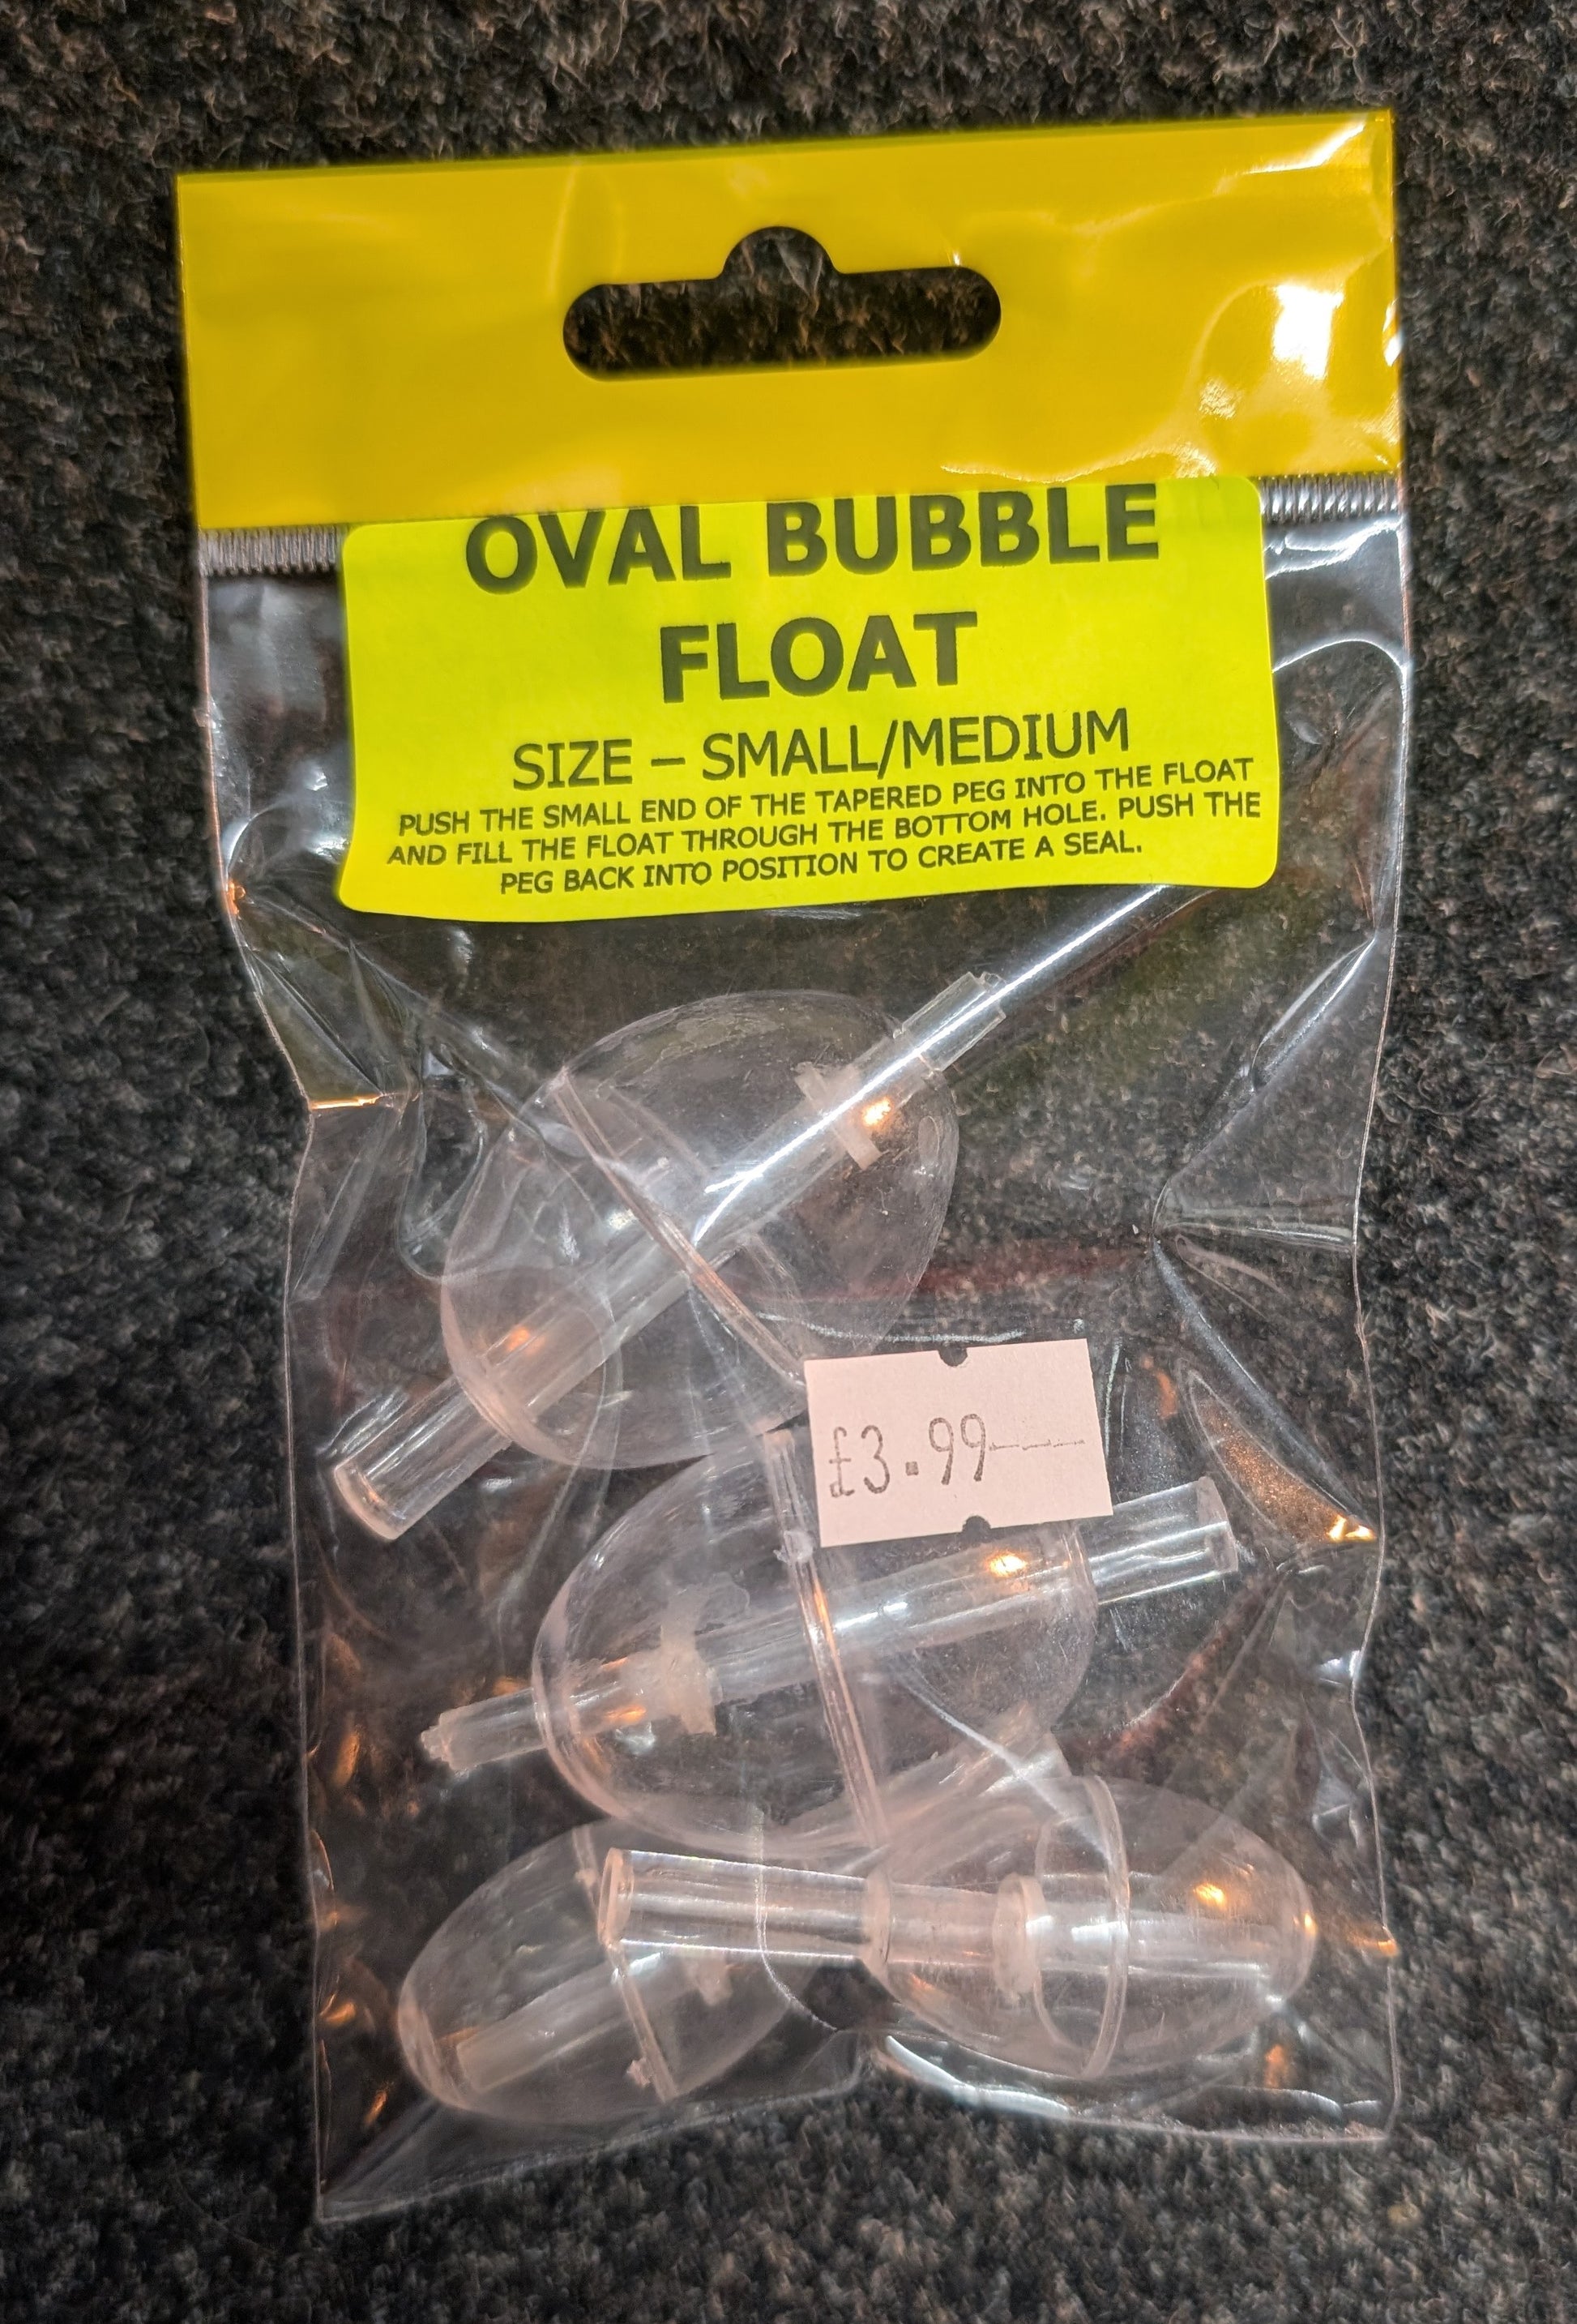 OVAL BUBBLE
FLOAT
SIZE – SMALL/MEDIUM
PUSH THE SMALL END OF THE TAPERED PEG INTO THE FLOAT
AND FILL THE FLOAT THROUGH THE BOTTOM HOLE. PUSH THE
PEG BACK INTO POSITION TO CREATE A SEAL.
£3.99